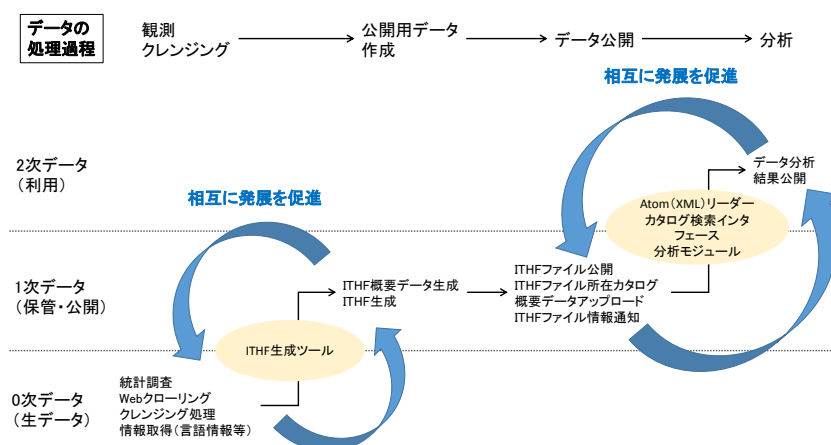 データの
処理過程
観測
クレンジング
公開用データ
作成
データ公開
分析
相互に発展を促進
2次データ
(利用)
データ分析
結果公開
相互に発展を促進
Atom(XML)リーダー
カタログ検索インタ
フェース
分析モジュール
1次データ
(保管・公開)
ITHF概要データ生成
ITHF生成
ITHFファイル公開
ITHFファイル所在カタログ
概要データアップロード
ITHFファイル情報通知
ITHF生成ツール
0次データ
(生データ)
統計調査
Webクローリング
クレンジング処理
情報取得(言語情報等)